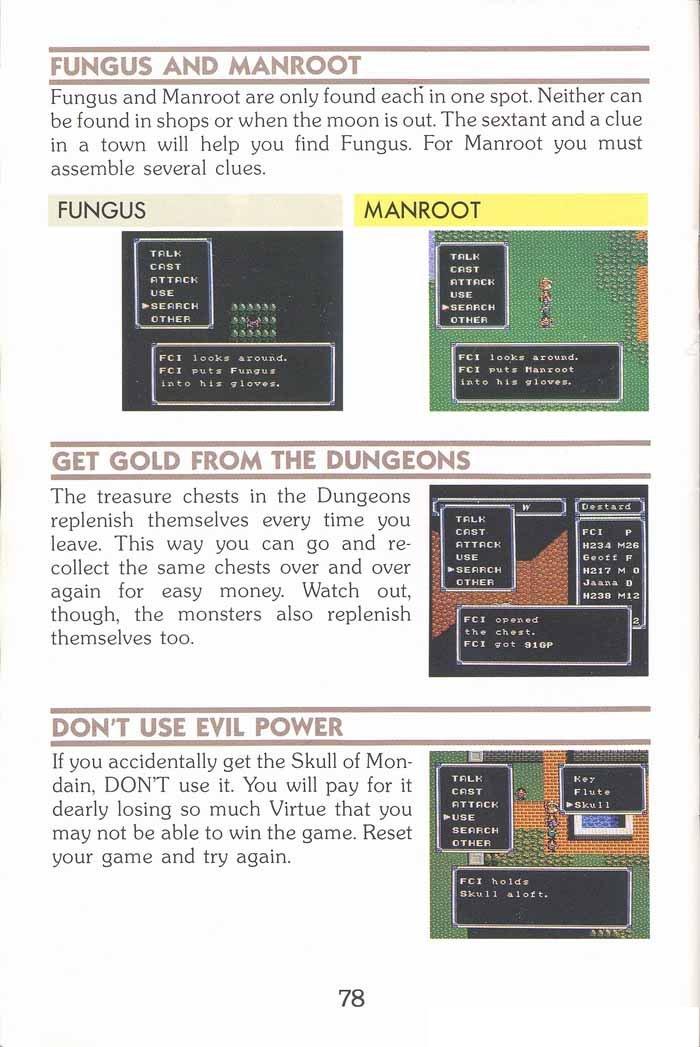 FUNGUS AND MANROOT
Fungus and Manroot are only found each in one spot. Neither can
be found in shops or when the moon is out. The sextant and a clue
in a town will help you find Fungus. For Manroot you must
assemble several clues.
FUNGUS
TALK
CAST
ATTACK
USE
SEARCH
OTHER
FCI looks around.
FCI puts Fungus
into his gloves.
MANROOT
TALK
CAST
ATTACK
USE
SEARCH
OTHER
FCI looks around.
FCI puts Manroot
into his gloves.
GET GOLD FROM THE DUNGEONS
The treasure chests in the Dungeons
replenish themselves every time you
leave. This way you can go and re-
collect the same chests over and over
again for easy money. Watch out,
though, the monsters also replenish
themselves too.
W
Destard
TALK
CAST
ATTACK
USE
SEARCH
OTHER
FCI P
H234 M26
Geoff F
H217 M 0
Jaana D
H238 M12
2
FCI opened
the chest.
FCI got 91GP
DON'T USE EVIL POWER
If you accidentally get the Skull of Mon-
dain, DON'T use it. You will pay for it
dearly losing so much Virtue that you
may not be able to win the game. Reset
your game and try again.
TALK
CAST
ATTACK
USE
SEARCH
OTHER
Key
Flute
Skull
FCI holds
Skull aloft.
78